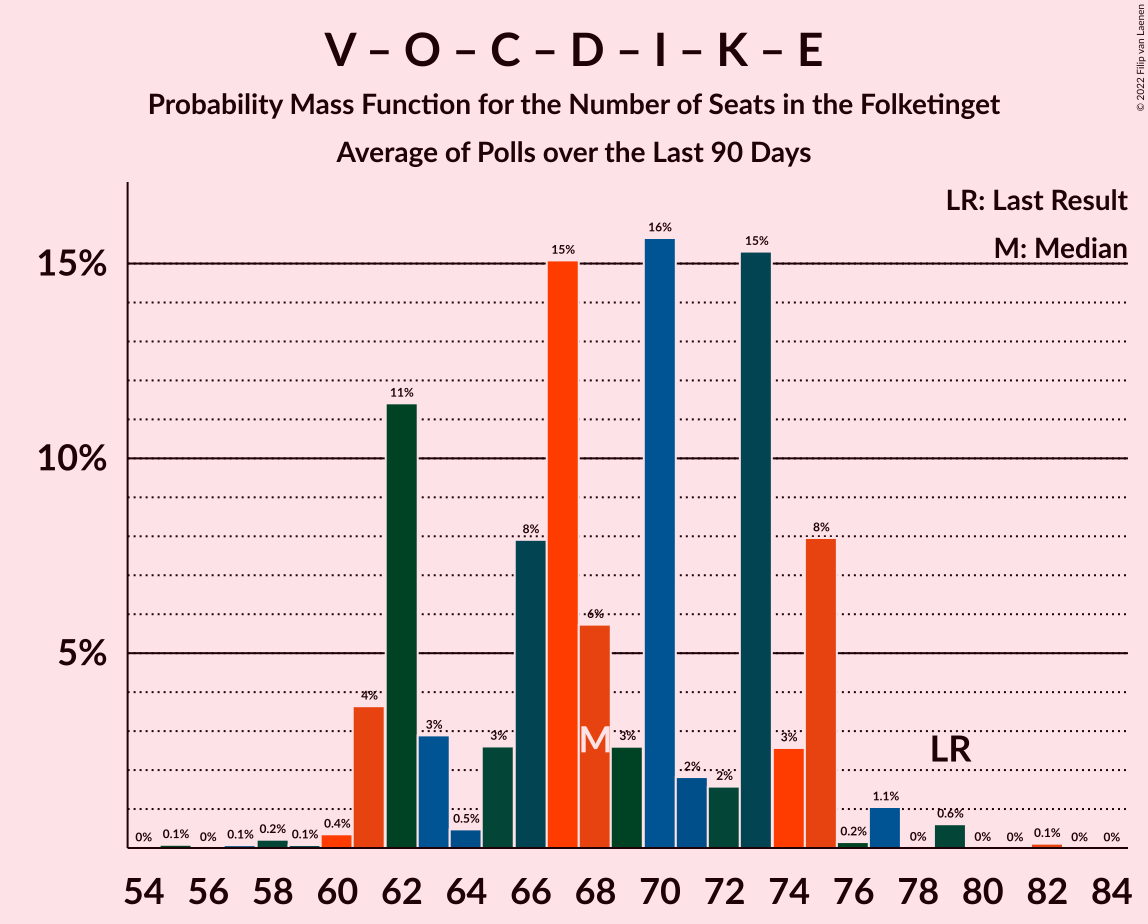 V – O – C – D – I – K – E
Probability Mass Function for the Number of Seats in the Folketinget
Average of Polls over the Last 90 Days
© 2022 Filip van Laenen
LR: Last Result
M: Median
15%
10%
5%
0% 0.1% 0% 0.1% 0.2% 0.1% 0.4% 4% 11% 3% 0.5% 3% 8% 15% 6% 3% 16% 2% 2% 15% 3% 8% 0.2% 1.1% 0% 0.6% 0% 0% 0.1% 0% 0%
M
LR
54 56 58 60 62 64 66 68 70 72 74 76 78 80 82 84